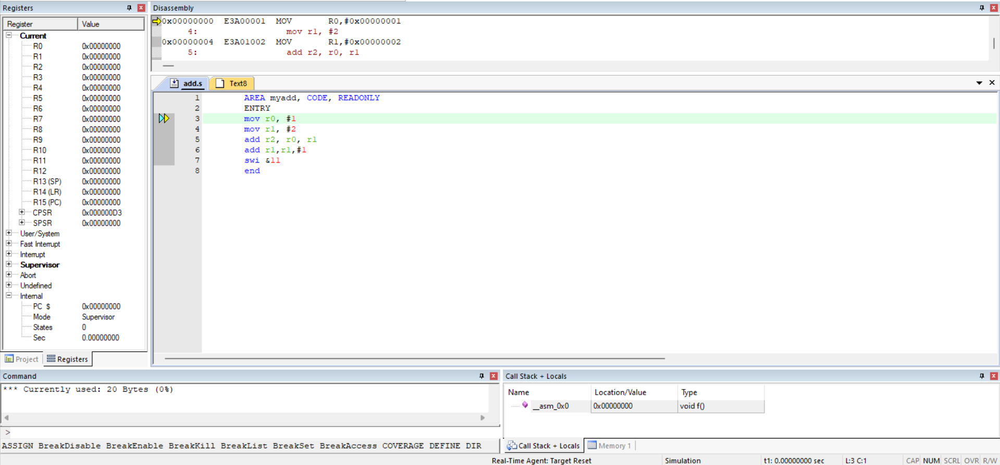 Registers
Register Value
Current
R0 0x00000000
R1 0x00000000
R2 0x00000000
R3 0x00000000
R4 0x00000000
R5 0x00000000
R6 0x00000000
R7 0x00000000
R8 0x00000000
R9 0x00000000
R10 0x00000000
R11 0x00000000
R12 0x00000000
R13 (SP) 0x00000000
R14 (LR) 0x00000000
R15 (PC) 0x00000000
CPSR 0x000000D3
SPSR 0x00000000
User/System
Fast Interrupt
Interrupt
Supervisor
Abort
Undefined
Internal
PC $ 0x00000000
Mode Supervisor
States 0
Sec 0.00000000
Project Registers
Disassembly
0x00000000 E3A00001 MOV R0,#0x00000001
4: mov r1, #2
0x00000004 E3A01002 MOV R1,#0x00000002
5: add r2, r0, r1
add.s Text8
1 AREA myadd, CODE, READONLY
2 ENTRY
3 mov r0, #1
4 mov r1, #2
5 add r2, r0, r1
6 add r1,r1,#1
7 swi &11
8 end
Command
*** Currently used: 20 Bytes (0%)
>
ASSIGN BreakDisable BreakEnable BreakKill BreakList BreakSet BreakAccess COVERAGE DEFINE DIR
Call Stack + Locals
Name Location/Value Type
__asm_0x0 0x00000000 void f()
Call Stack + Locals Memory 1
Real-Time Agent: Target Reset Simulation t1: 0.00000000 sec L:3 C:1 CAP NUM SCRL OVR R/W